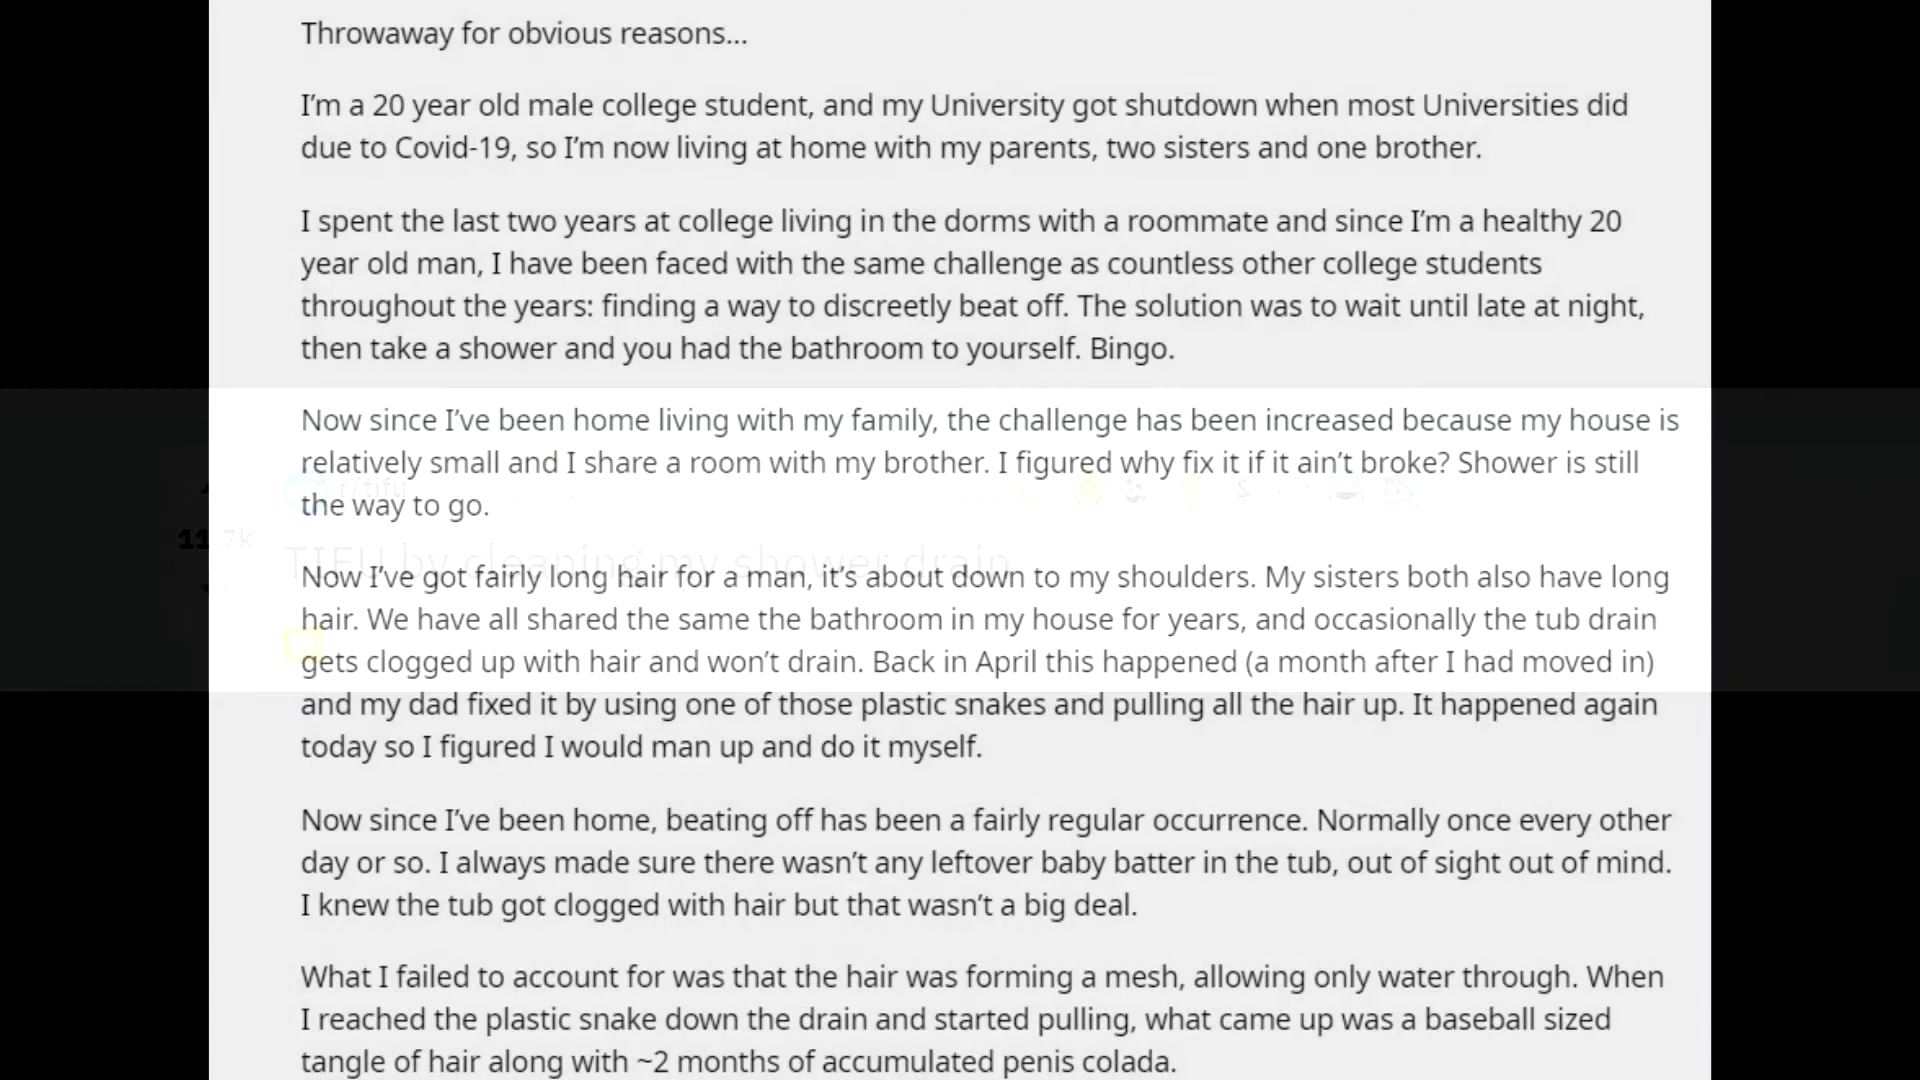 Throwaway for obvious reasons...
I'm a 20 year old male college student, and my University got shutdown when most Universities did
due to Covid-19, so I'm now living at home with my parents, two sisters and one brother.
I spent the last two years at college living in the dorms with a roommate and since I'm a healthy 20
year old man, I have been faced with the same challenge as countless other college students
throughout the years: finding a way to discreetly beat off. The solution was to wait until late at night,
then take a shower and you had the bathroom to yourself. Bingo.
Now since I've been home living with my family, the challenge has been increased because my house is
relatively small and I share a room with my brother. I figured why fix it if it ain't broke? Shower is still
r/tifu
the way to go.
11.7k
TIFU by cleaning my shower drain
Now I've got fairly long hair for a man, it's about down to my shoulders. My sisters both also have long
hair. We have all shared the same the bathroom in my house for years, and occasionally the tub drain
gets clogged up with hair and won't drain. Back in April this happened (a month after I had moved in)
and my dad fixed it by using one of those plastic snakes and pulling all the hair up. It happened again
today so I figured I would man up and do it myself.
Now since I've been home, beating off has been a fairly regular occurrence. Normally once every other
day or so. I always made sure there wasn't any leftover baby batter in the tub, out of sight out of mind.
I knew the tub got clogged with hair but that wasn't a big deal.
What I failed to account for was that the hair was forming a mesh, allowing only water through. When
I reached the plastic snake down the drain and started pulling, what came up was a baseball sized
tangle of hair along with ~2 months of accumulated penis colada.